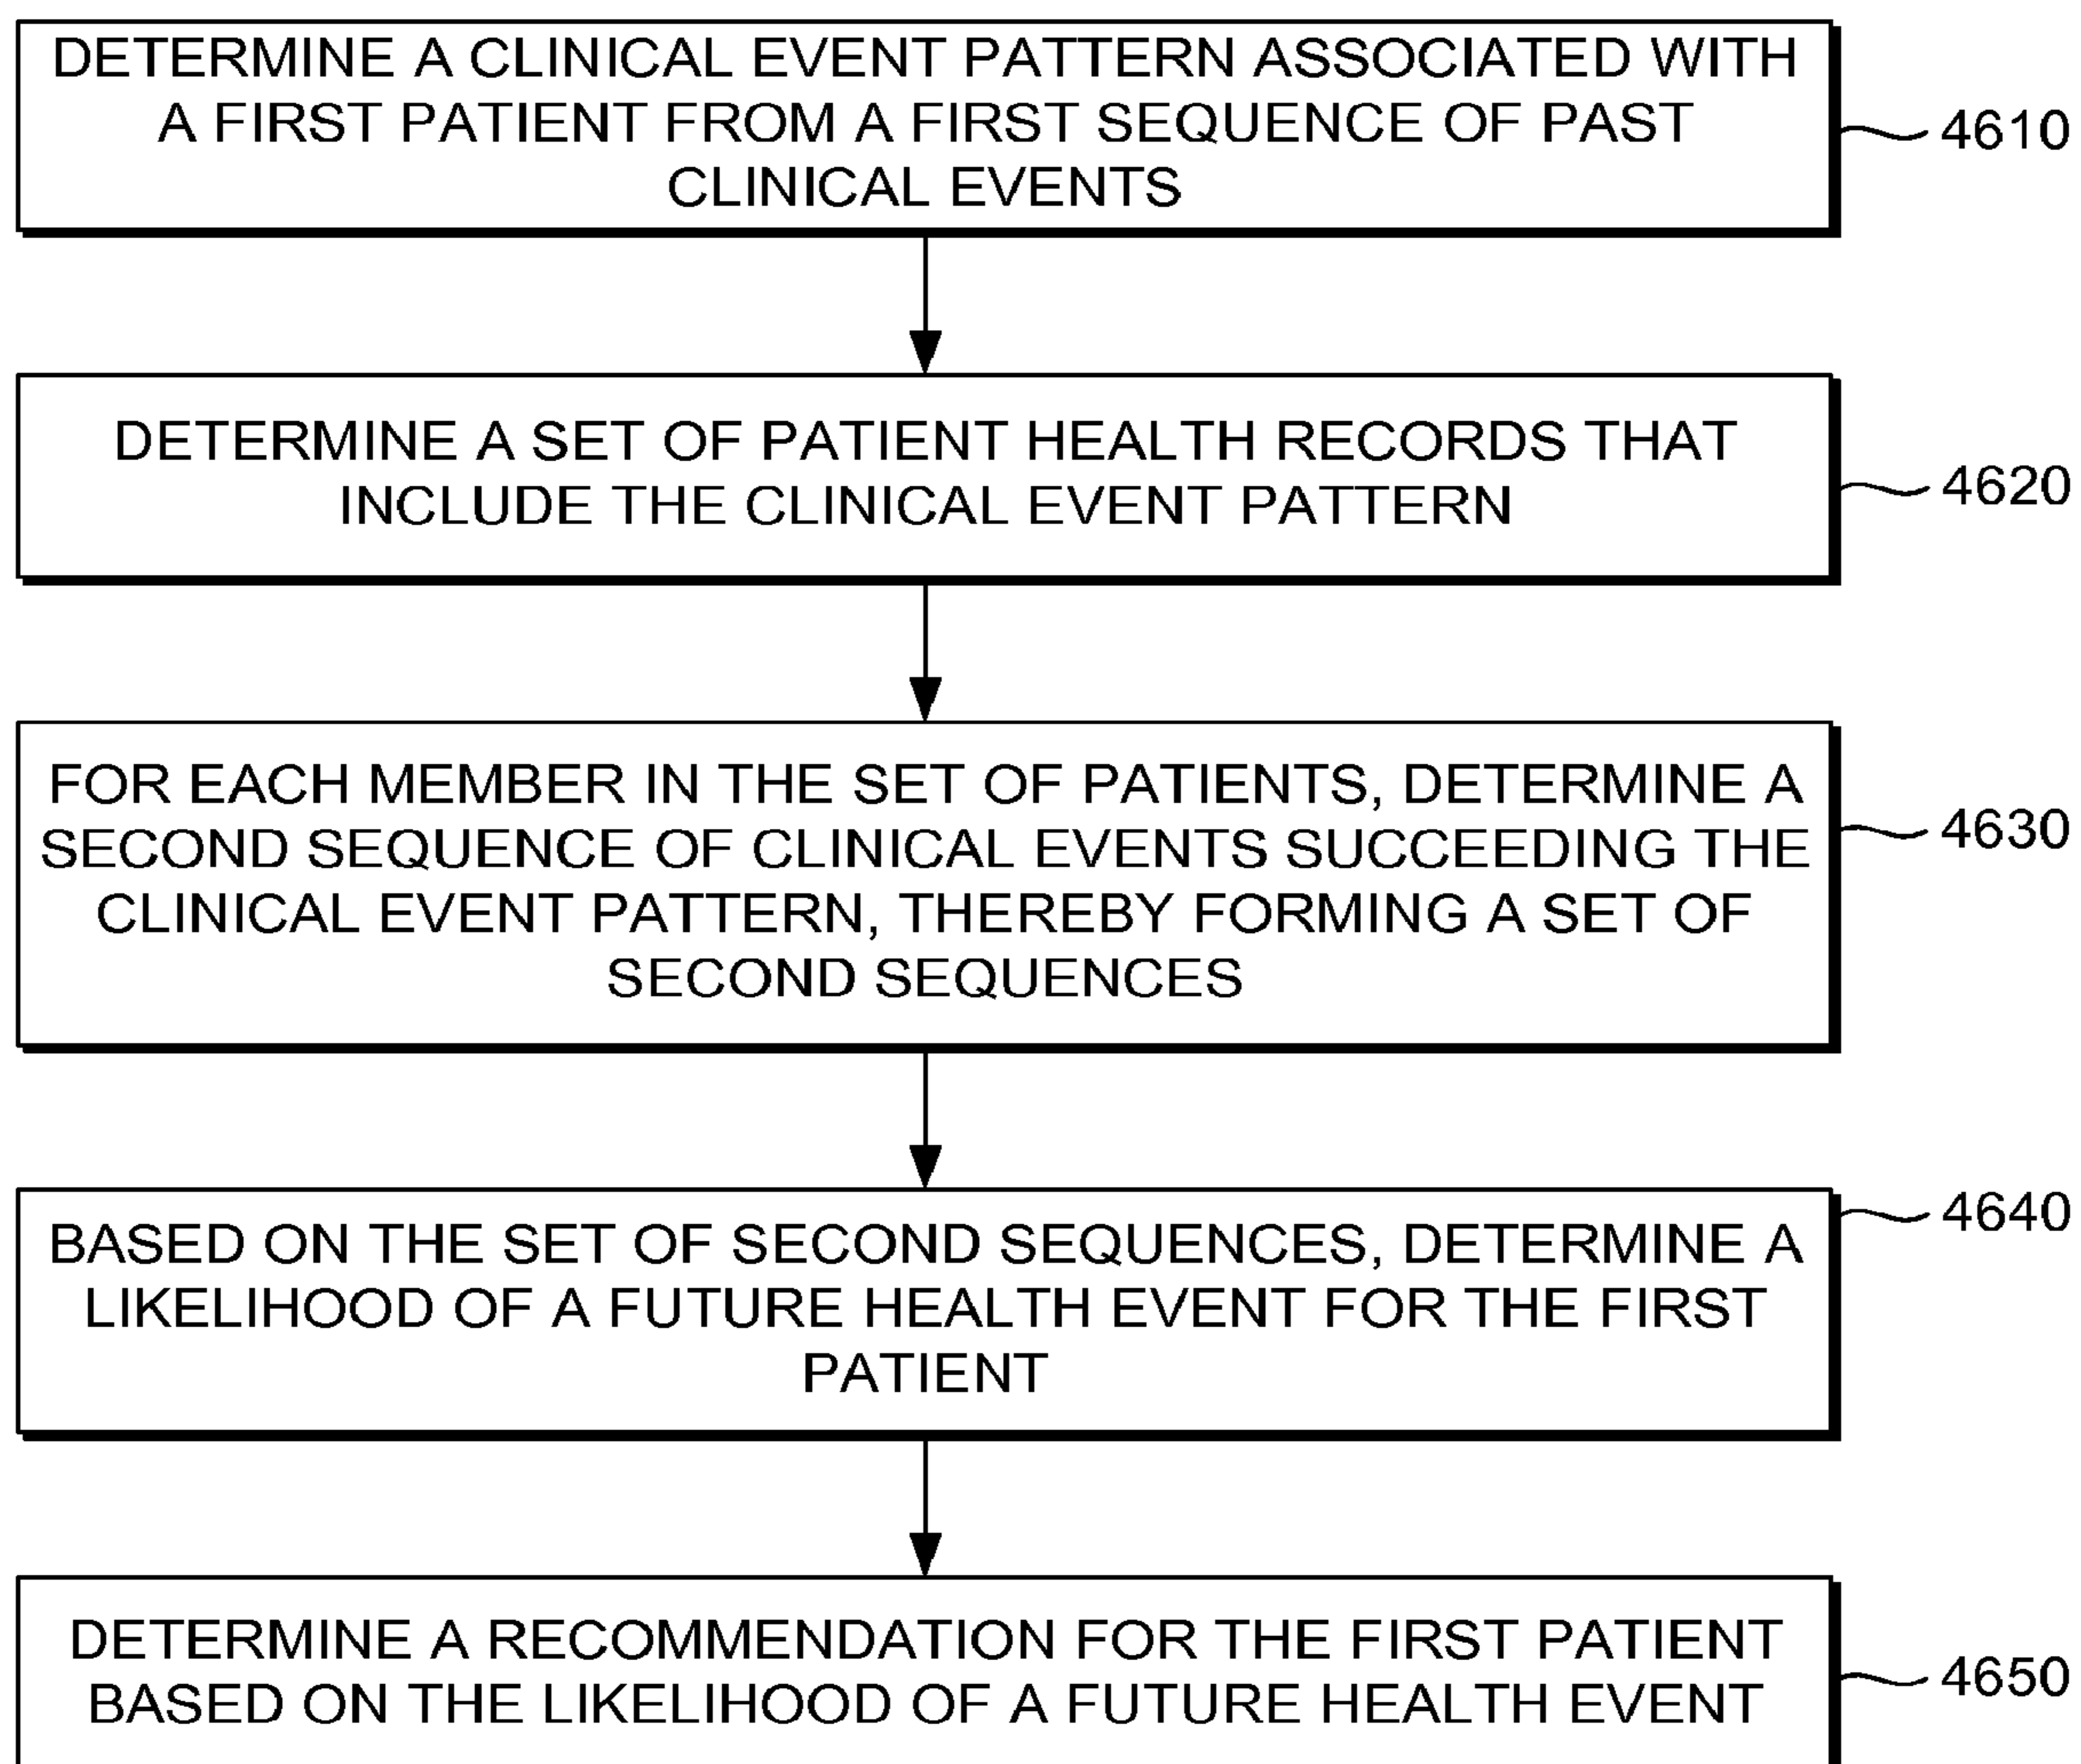 DETERMINE A CLINICAL EVENT PATTERN ASSOCIATED WITH
A FIRST PATIENT FROM A FIRST SEQUENCE OF PAST
CLINICAL EVENTS
4610
DETERMINE A SET OF PATIENT HEALTH RECORDS THAT
INCLUDE THE CLINICAL EVENT PATTERN
4620
FOR EACH MEMBER IN THE SET OF PATIENTS, DETERMINE A
SECOND SEQUENCE OF CLINICAL EVENTS SUCCEEDING THE
CLINICAL EVENT PATTERN, THEREBY FORMING A SET OF
SECOND SEQUENCES
4630
BASED ON THE SET OF SECOND SEQUENCES, DETERMINE A
LIKELIHOOD OF A FUTURE HEALTH EVENT FOR THE FIRST
PATIENT
4640
DETERMINE A RECOMMENDATION FOR THE FIRST PATIENT
BASED ON THE LIKELIHOOD OF A FUTURE HEALTH EVENT
4650